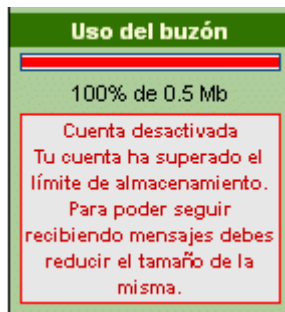 Uso del buzón
100% de 0.5 Mb
Cuenta desactivada
Tu cuenta ha superado el
límite de almacenamiento.
Para poder seguir
recibiendo mensajes debes
reducir el tamaño de la
misma.